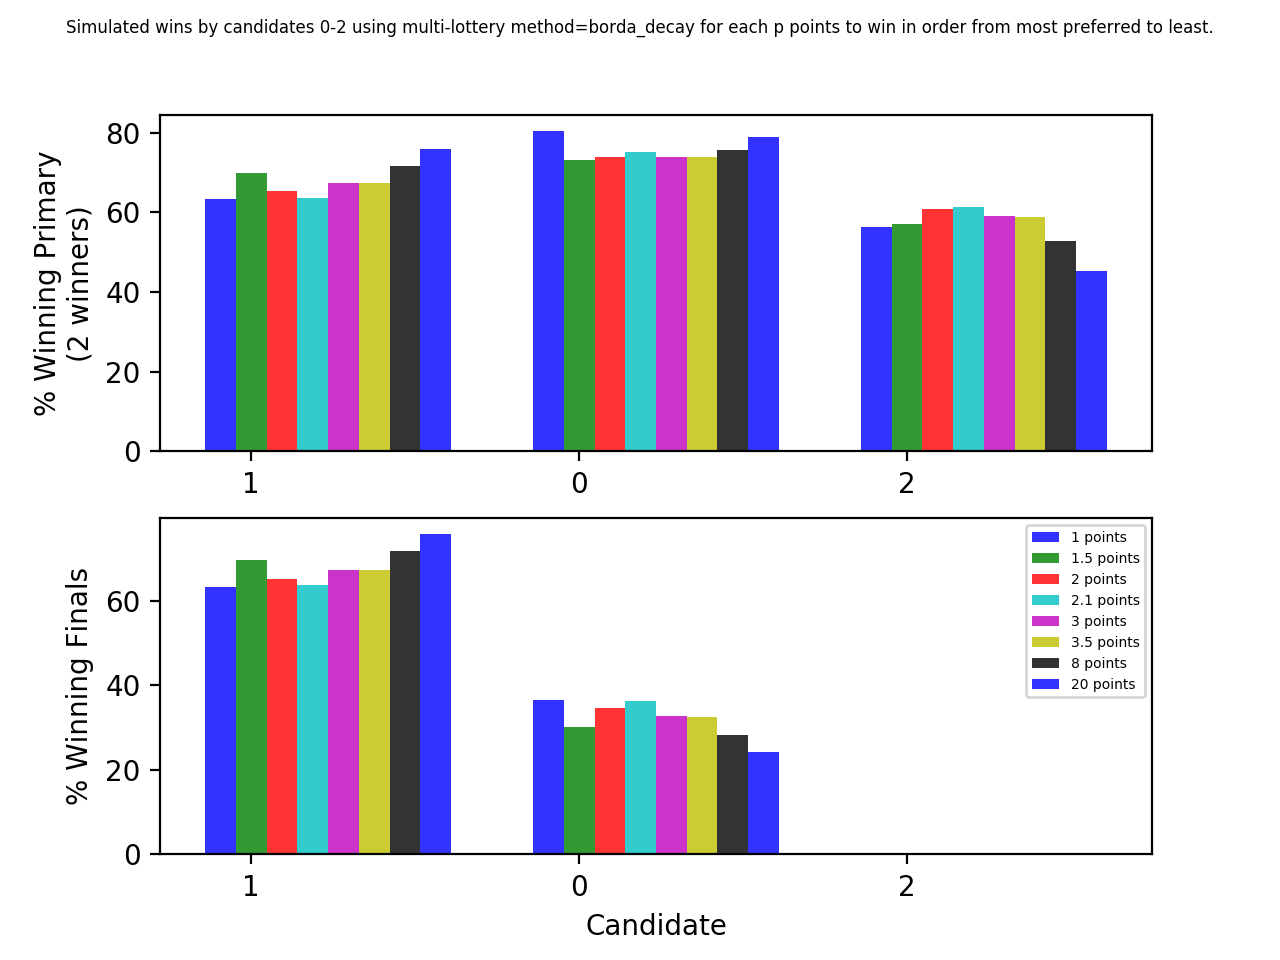 Simulated wins by candidates 0-2 using multi-lottery method=borda_decay for each p points to win in order from most preferred to least.
% Winning Primary
(2 winners)
80
60
40
20
0
1
0
2
% Winning Finals
60
40
20
0
1 points
1.5 points
2 points
2.1 points
3 points
3.5 points
8 points
20 points
1
0
2
Candidate